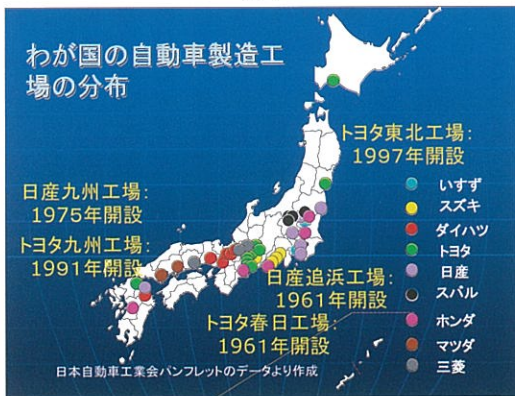 わが国の自動車製造工
場の分布
トヨタ東北工場:
1997年開設
日産九州工場:
1975年開設
トヨタ九州工場:
1991年開設
日産追浜工場:
1961年開設
トヨタ春日工場:
1961年開設
いすず
スズキ
ダイハツ
トヨタ
日産
スバル
ホンダ
マツダ
三菱
日本自動車工業会パンフレットのデータより作成